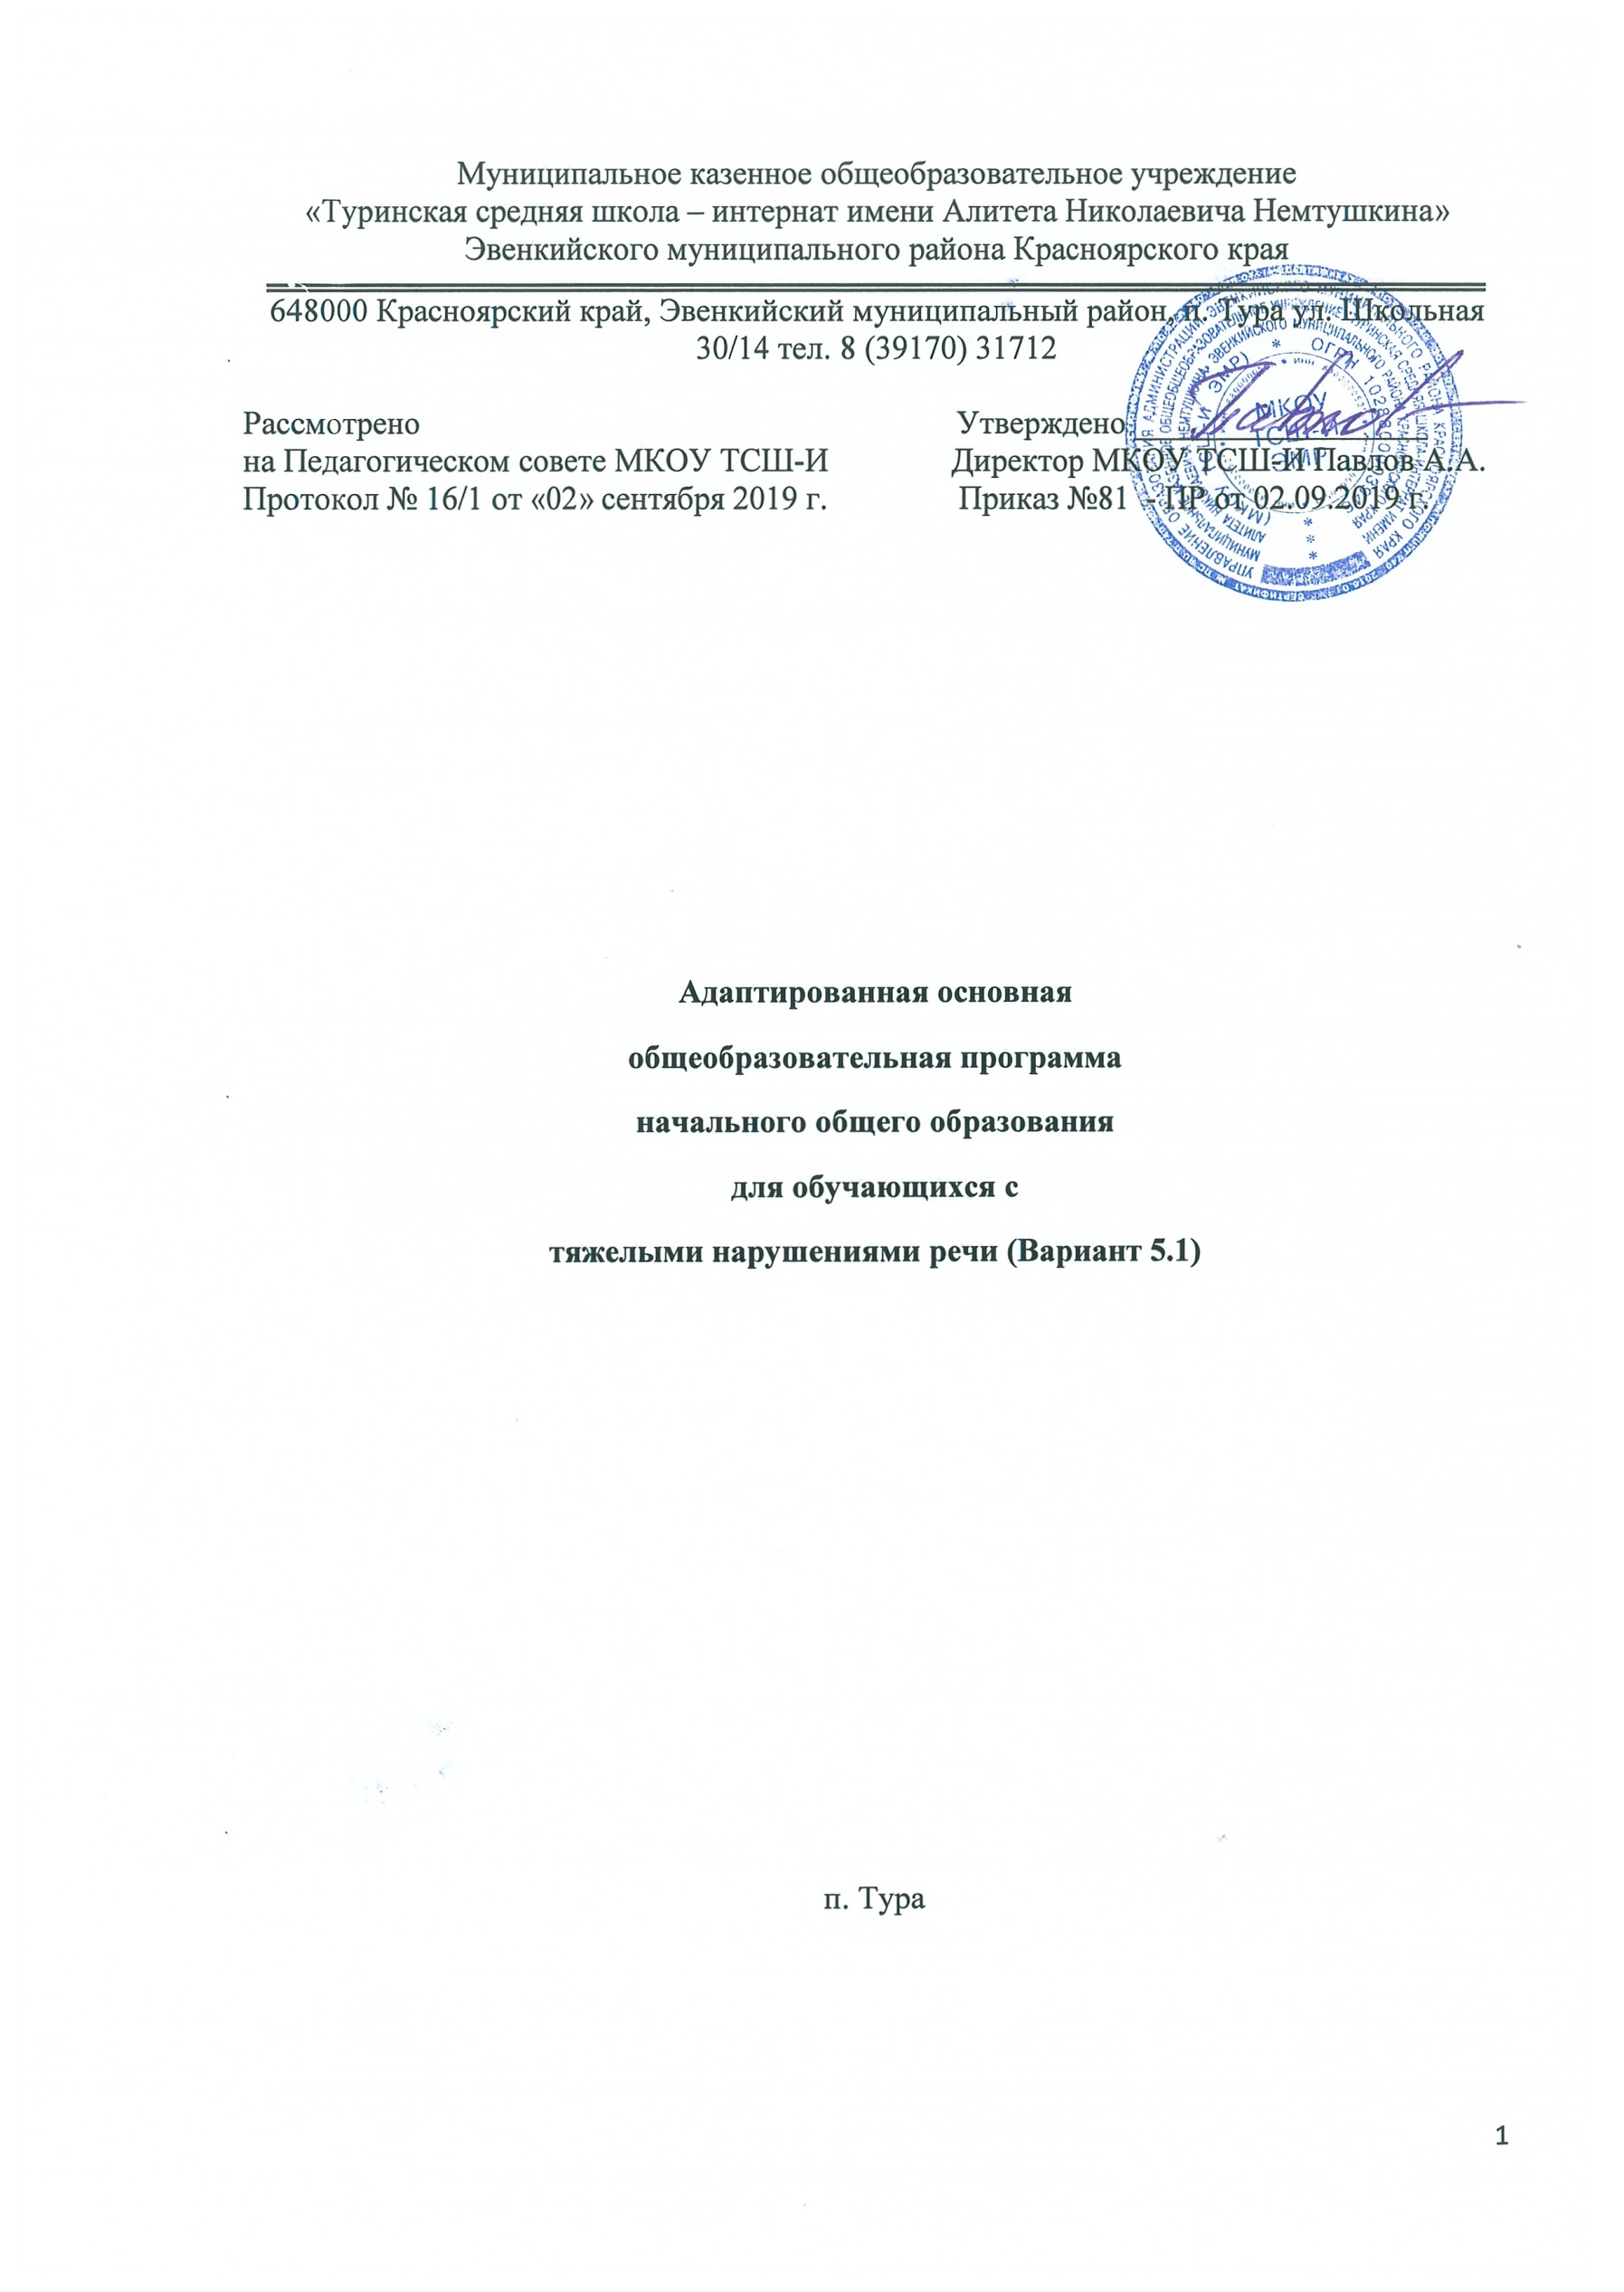 Муниципальное казенное общеобразовательное учреждение
«Туринская средняя школа – интернат имени Алитета Николаевича Немтушкина»
Эвенкийского муниципального района Красноярского края
648000 Красноярский край, Эвенкийский муниципальный район, п. Тура ул. Школьная
30/14 тел. 8 (39170) 31712
Рассмотрено Утверждено
на Педагогическом совете МКОУ ТСШ-И Директор МКОУ ТСШ-И Павлов А.А.
Протокол № 16/1 от «02» сентября 2019 г. Приказ №81 - ПР от 02.09.2019 г.
МКОУ
ЭМР
Адаптированная основная
общеобразовательная программа
начального общего образования
для обучающихся с
тяжелыми нарушениями речи (Вариант 5.1)
п. Тура
1